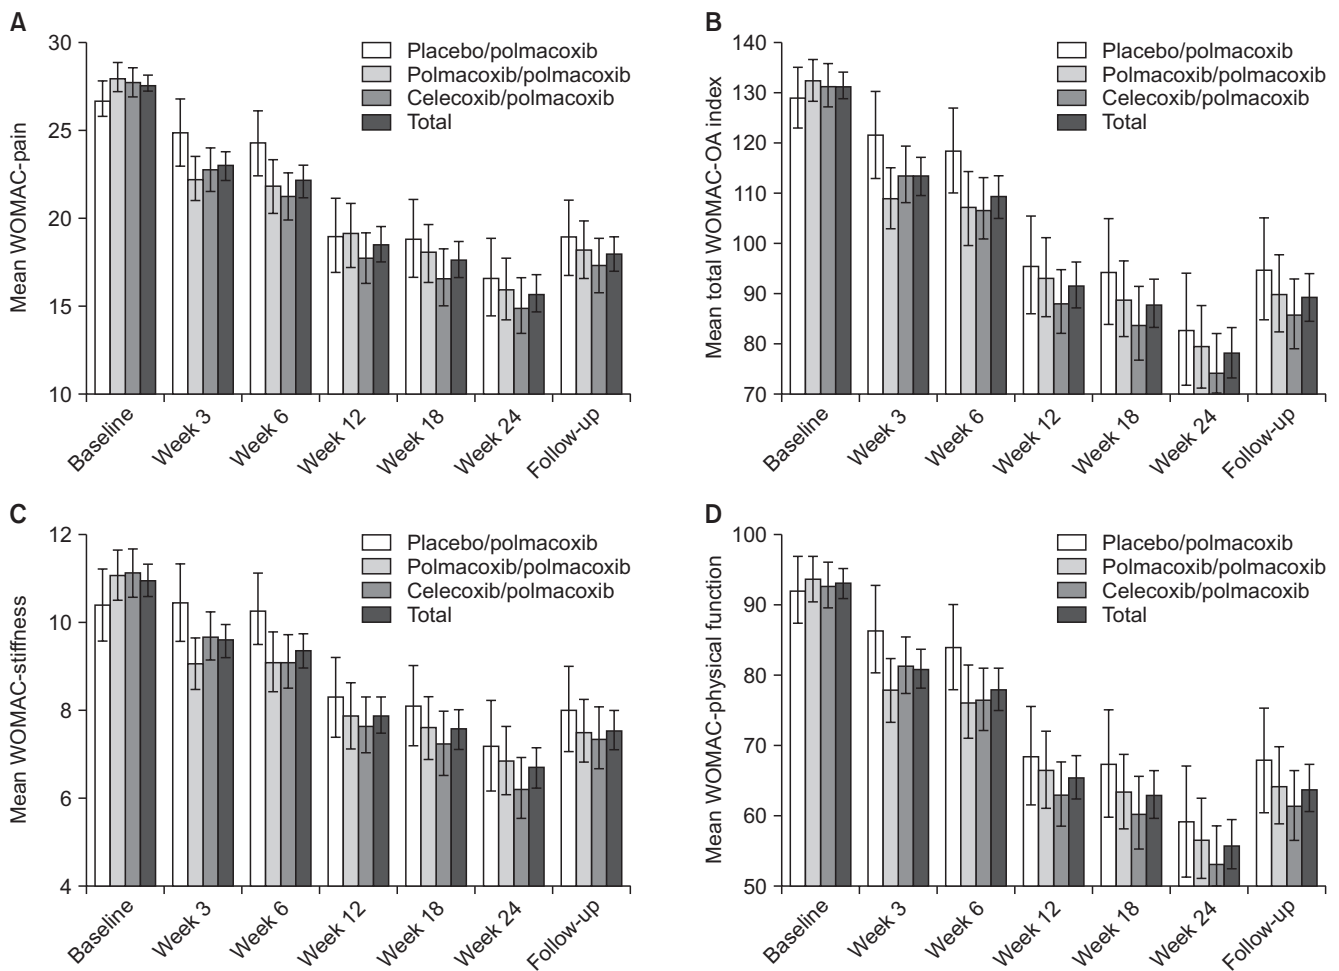 A
Mean WOMAC-pain
30
25
20
15
10
Placebo/polmacoxib
Polmacoxib/polmacoxib
Celecoxib/polmacoxib
Total
Baseline
Week 3
Week 6
Week 12
Week 18
Week 24
Follow-up
B
Mean total WOMAC-OA index
140
130
120
110
100
90
80
70
Placebo/polmacoxib
Polmacoxib/polmacoxib
Celecoxib/polmacoxib
Total
Baseline
Week 3
Week 6
Week 12
Week 18
Week 24
Follow-up
C
Mean WOMAC-stiffness
12
10
8
6
4
Placebo/polmacoxib
Polmacoxib/polmacoxib
Celecoxib/polmacoxib
Total
Baseline
Week 3
Week 6
Week 12
Week 18
Week 24
Follow-up
D
Mean WOMAC-physical function
100
90
80
70
60
50
Placebo/polmacoxib
Polmacoxib/polmacoxib
Celecoxib/polmacoxib
Total
Baseline
Week 3
Week 6
Week 12
Week 18
Week 24
Follow-up